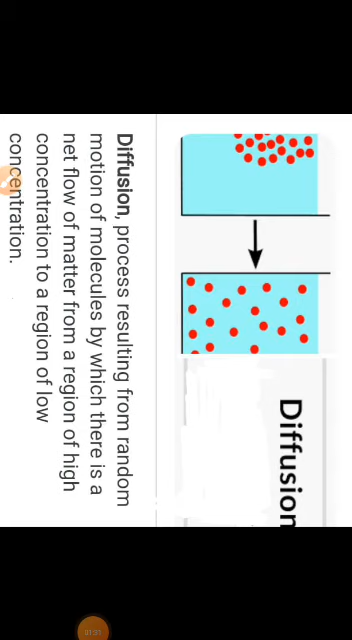 Diffusion
Diffusion, process resulting from random
motion of molecules by which there is a
net flow of matter from a region of high
concentration to a region of low
concentration.